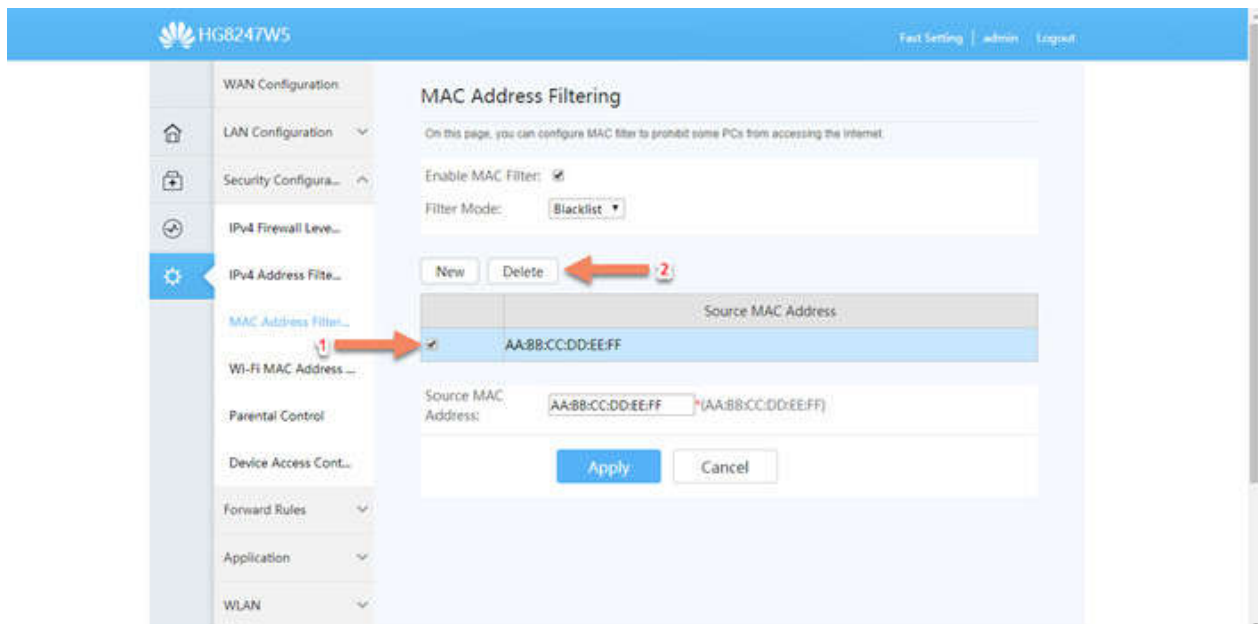 HG8247W5
Fast Setting | admin Logout
WAN Configuration
LAN Configuration
Security Configura...
IPv4 Firewall Leve...
IPv4 Address Filte...
MAC Address Filter...
Wi-Fi MAC Address ...
Parental Control
Device Access Cont...
Forward Rules
Application
WLAN
MAC Address Filtering
On this page, you can configure MAC filter to prohibit some PCs from accessing the Internet.
Enable MAC Filter:
Filter Mode: Blacklist
New Delete
2
Source MAC Address
1
AA:BB:CC:DD:EE:FF
Source MAC
Address: AA:BB:CC:DD:EE:FF *(AA:BB:CC:DD:EE:FF)
Apply Cancel